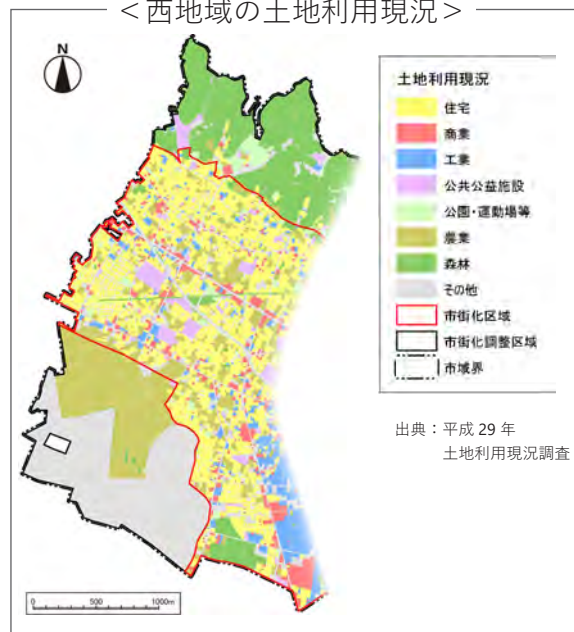 ＜西地域の土地利用現況＞
N
土地利用現況
住宅
商業
工業
公共公益施設
公園・運動場等
農業
森林
その他
市街化区域
市街化調整区域
市域界
出典：平成 29 年
土地利用現況調査
0 500 1000m